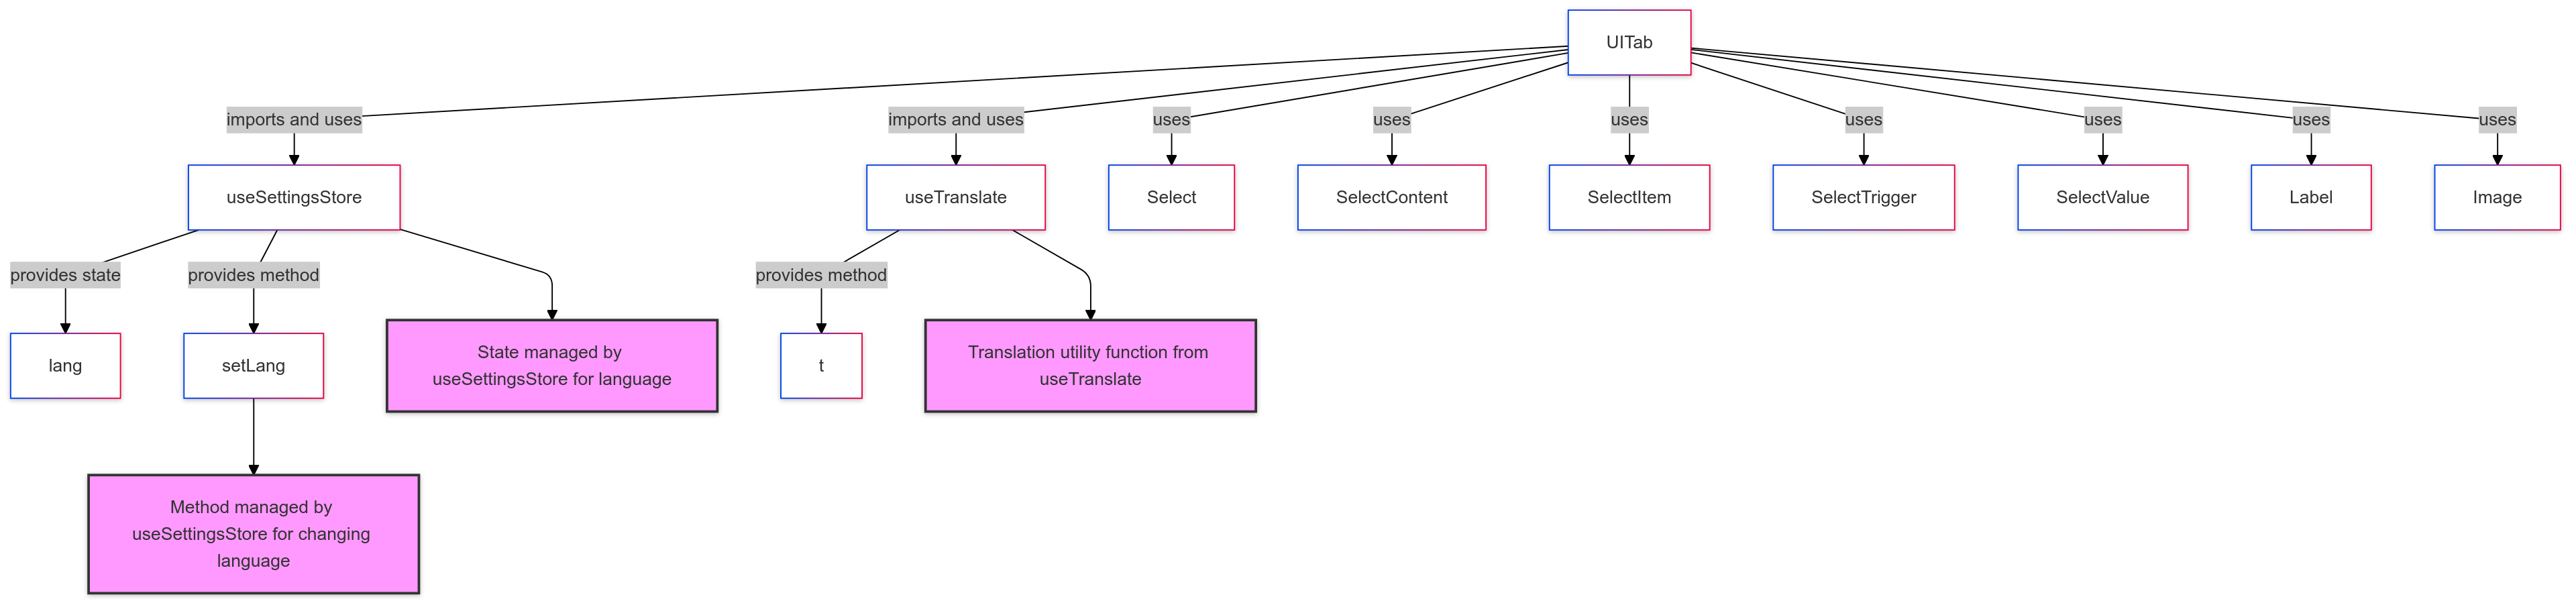 UITab
imports and uses
imports and uses
uses
uses
uses
uses
uses
uses
uses
useSettingsStore
useTranslate
Select
SelectContent
SelectItem
SelectTrigger
SelectValue
Label
Image
provides state
provides method
provides method
lang
setLang
State managed by
useSettingsStore for language
t
Translation utility function from
useTranslate
Method managed by
useSettingsStore for changing
language